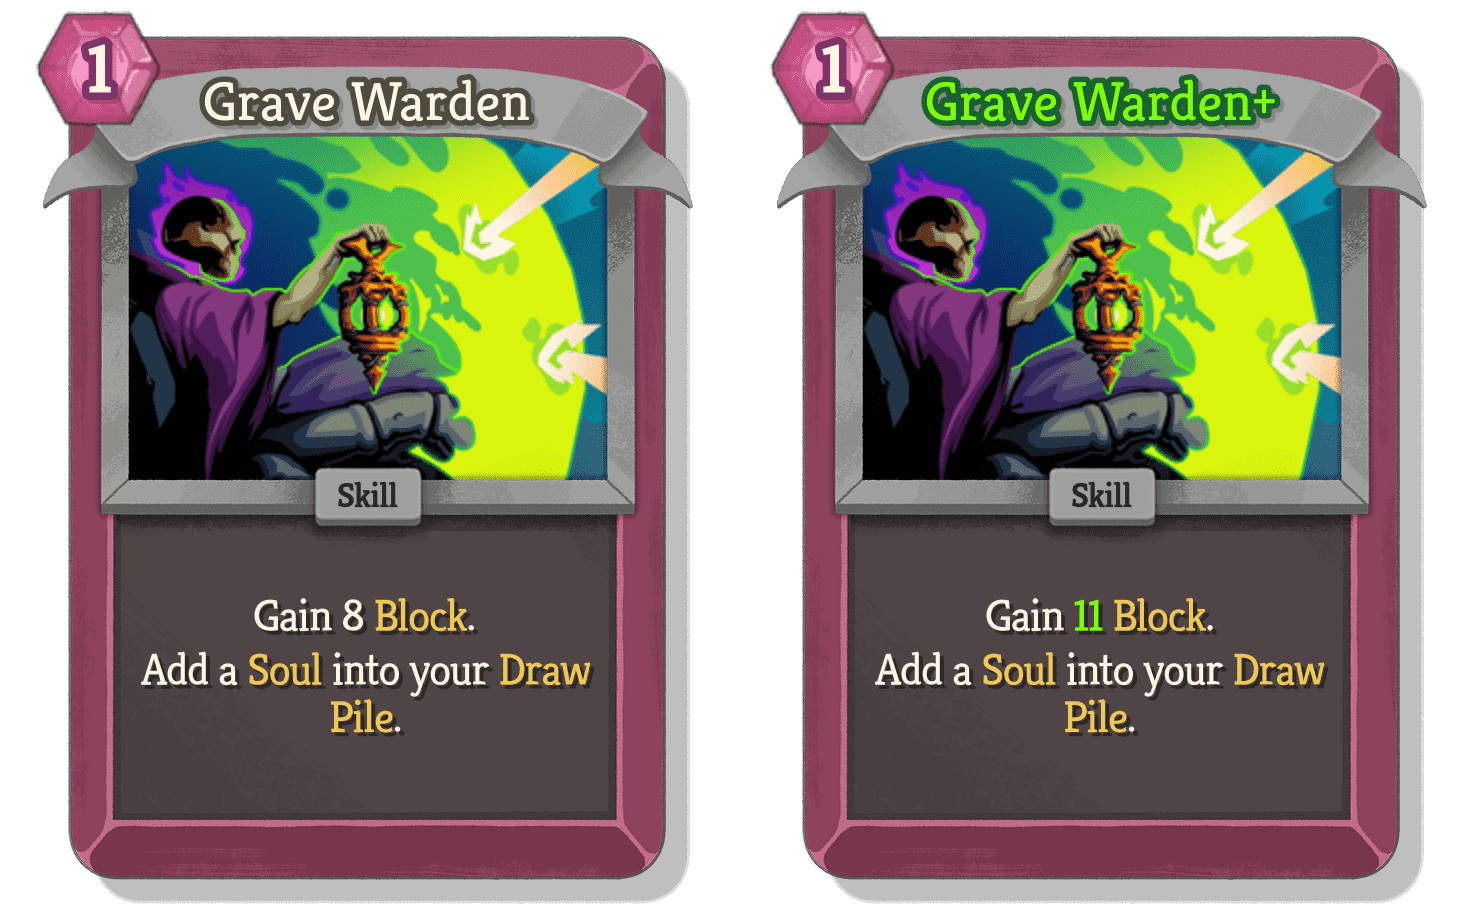 1
Grave Warden
Skill
Gain 8 Block.
Add a Soul into your Draw
Pile.
1
Grave Warden+
Skill
Gain 11 Block.
Add a Soul into your Draw
Pile.